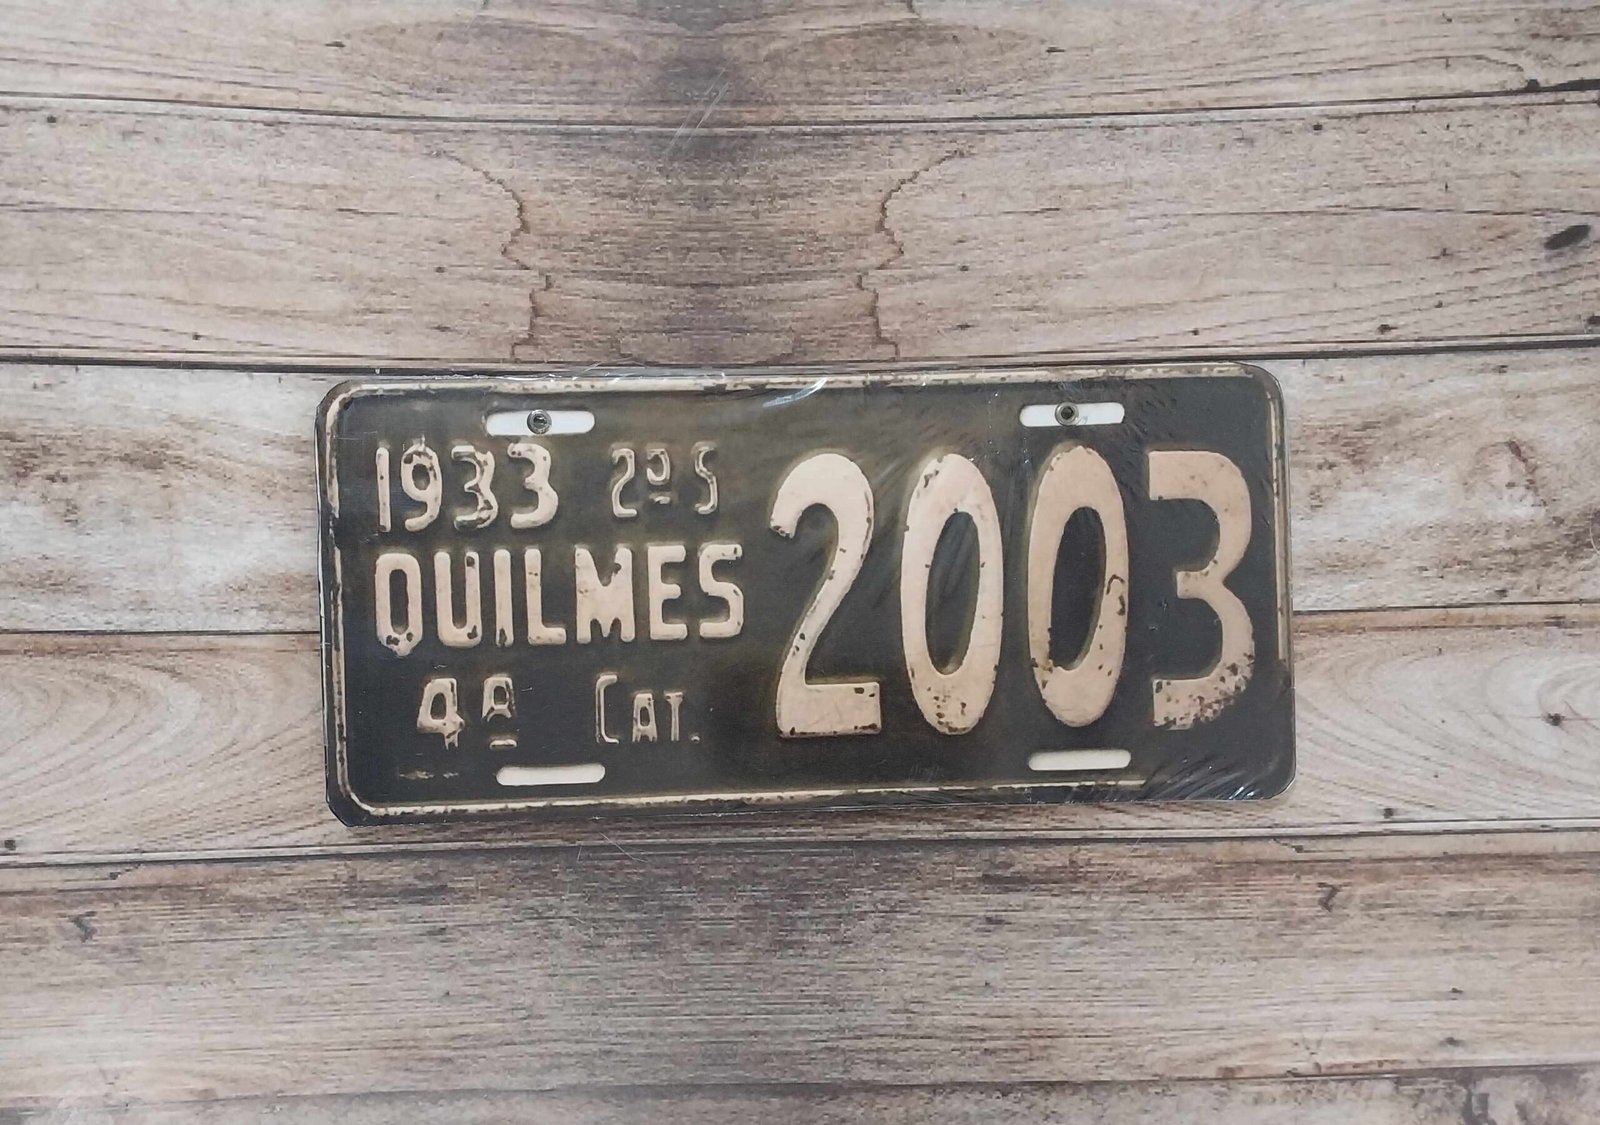 1933 2º S
QUILMES
4ª Cat.
2003